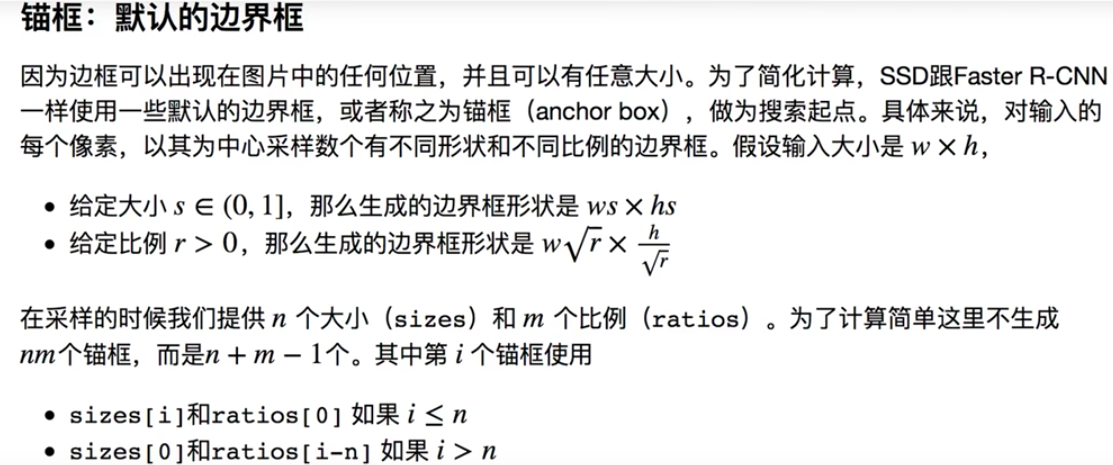 锚框：默认的边界框
因为边框可以出现在图片中的任何位置，并且可以有任意大小。为了简化计算，SSD跟Faster R-CNN
一样使用一些默认的边界框，或者称之为锚框（anchor box），做为搜索起点。具体来说，对输入的
每个像素，以其为中心采样数个有不同形状和不同比例的边界框。假设输入大小是 w × h，
• 给定大小 s ∈ (0, 1]，那么生成的边界框形状是 ws × hs
• 给定比例 r > 0，那么生成的边界框形状是 w√r × h/√r
在采样的时候我们提供 n 个大小（sizes）和 m 个比例（ratios）。为了计算简单这里不生成
nm个锚框，而是n + m − 1个。其中第 i 个锚框使用
• sizes[i]和ratios[0] 如果 i ≤ n
• sizes[0]和ratios[i-n] 如果 i > n